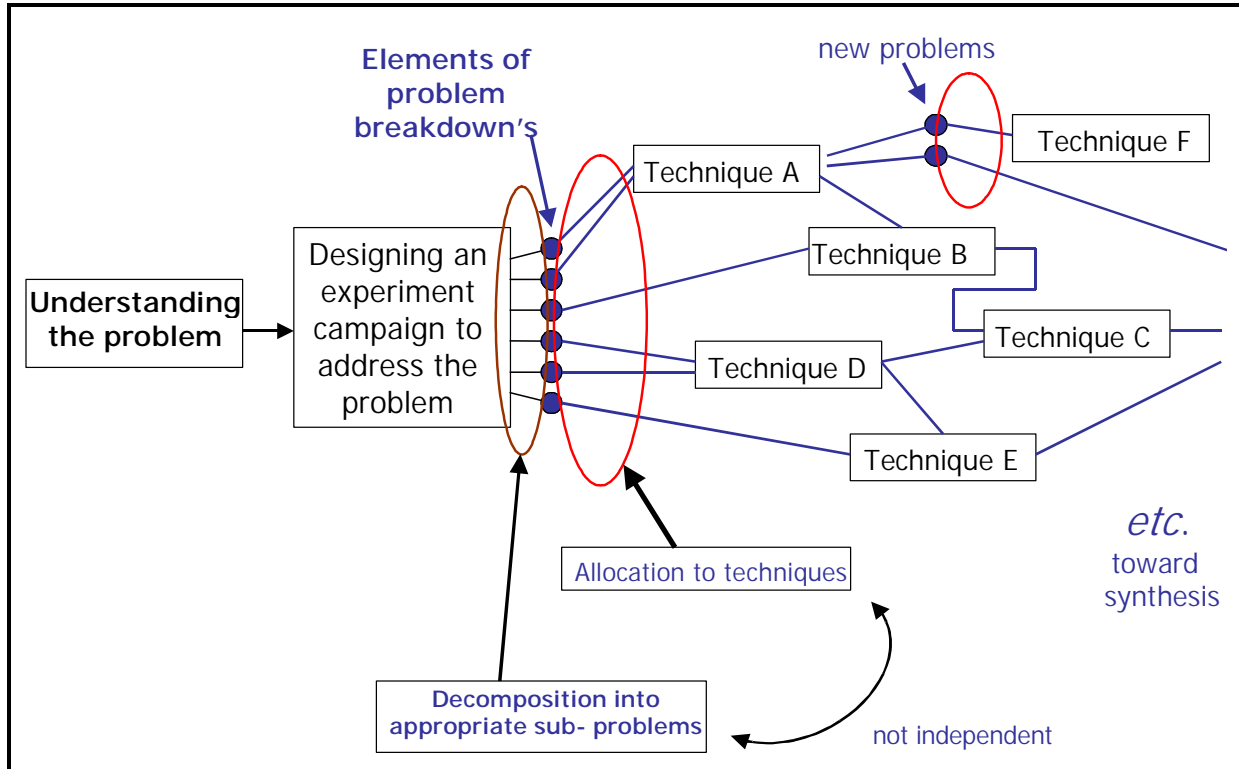 new problems
Elements of
problem
breakdown's
Technique F
Technique A
Designing an
experiment
campaign to
address the
problem
Technique B
Understanding
the problem
Technique C
Technique D
Technique E
etc.
toward
synthesis
Allocation to techniques
Decomposition into
appropriate sub- problems
not independent